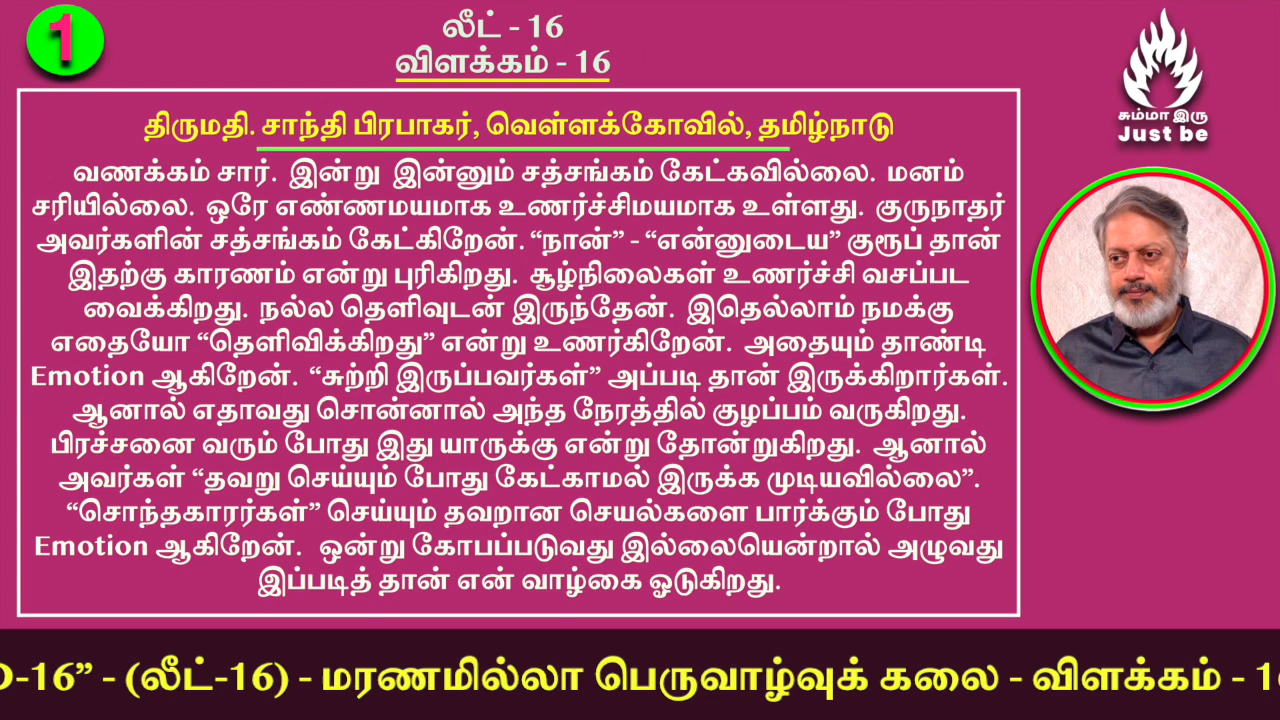 1
லீட் - 16
விளக்கம் - 16
சும்மா இரு
Just be
திருமதி. சாந்தி பிரபாகர், வெள்ளக்கோவில், தமிழ்நாடு
வணக்கம் சார். இன்று இன்னும் சத்சங்கம் கேட்கவில்லை. மனம்
சரியில்லை. ஒரே எண்ணமயமாக உணர்ச்சிமயமாக உள்ளது. குருநாதர்
அவர்களின் சத்சங்கம் கேட்கிறேன். “நான்” - “என்னுடைய” குரூப் தான்
இதற்கு காரணம் என்று புரிகிறது. சூழ்நிலைகள் உணர்ச்சி வசப்பட
வைக்கிறது. நல்ல தெளிவுடன் இருந்தேன். இதெல்லாம் நமக்கு
எதையோ “தெளிவிக்கிறது” என்று உணர்கிறேன். அதையும் தாண்டி
Emotion ஆகிறேன். “சுற்றி இருப்பவர்கள்” அப்படி தான் இருக்கிறார்கள்.
ஆனால் எதாவது சொன்னால் அந்த நேரத்தில் குழப்பம் வருகிறது.
பிரச்சனை வரும் போது இது யாருக்கு என்று தோன்றுகிறது. ஆனால்
அவர்கள் “தவறு செய்யும் போது கேட்காமல் இருக்க முடியவில்லை”.
“சொந்தகாரர்கள்” செய்யும் தவறான செயல்களை பார்க்கும் போது
Emotion ஆகிறேன். ஒன்று கோபப்படுவது இல்லையென்றால் அழுவது
இப்படித் தான் என் வாழ்கை ஓடுகிறது.
-16” - (லீட்-16) - மரணமில்லா பெருவாழ்வுக் கலை - விளக்கம் - 1